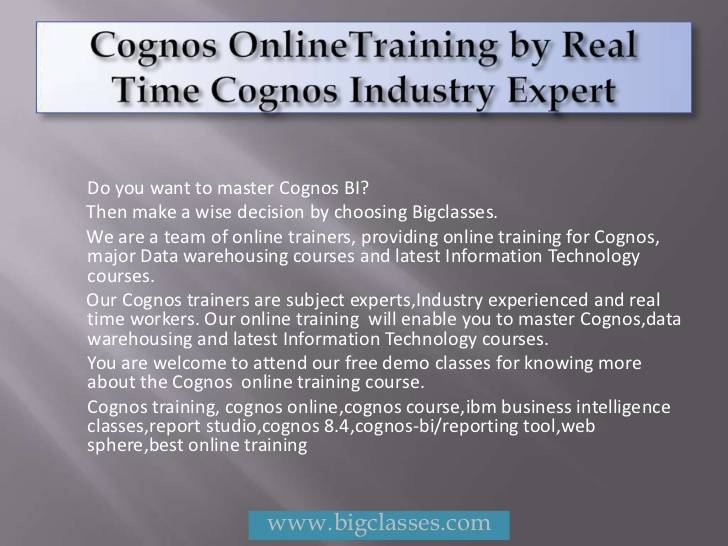 Cognos OnlineTraining by Real
Time Cognos Industry Expert
Do you want to master Cognos BI?
Then make a wise decision by choosing Bigclasses.
We are a team of online trainers, providing online training for Cognos,
major Data warehousing courses and latest Information Technology
courses.
Our Cognos trainers are subject experts,Industry experienced and real
time workers. Our online training will enable you to master Cognos,data
warehousing and latest Information Technology courses.
You are welcome to attend our free demo classes for knowing more
about the Cognos online training course.
Cognos training, cognos online,cognos course,ibm business intelligence
classes,report studio,cognos 8.4,cognos-bi/reporting tool,web
sphere,best online training
www.bigclasses.com